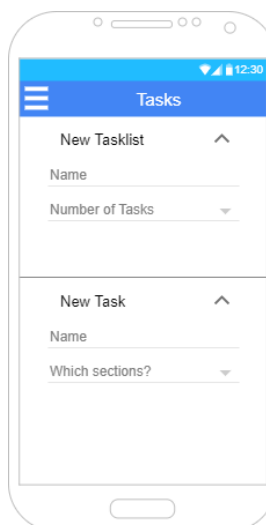 12:30
Tasks
New Tasklist
Name
Number of Tasks
New Task
Name
Which sections?